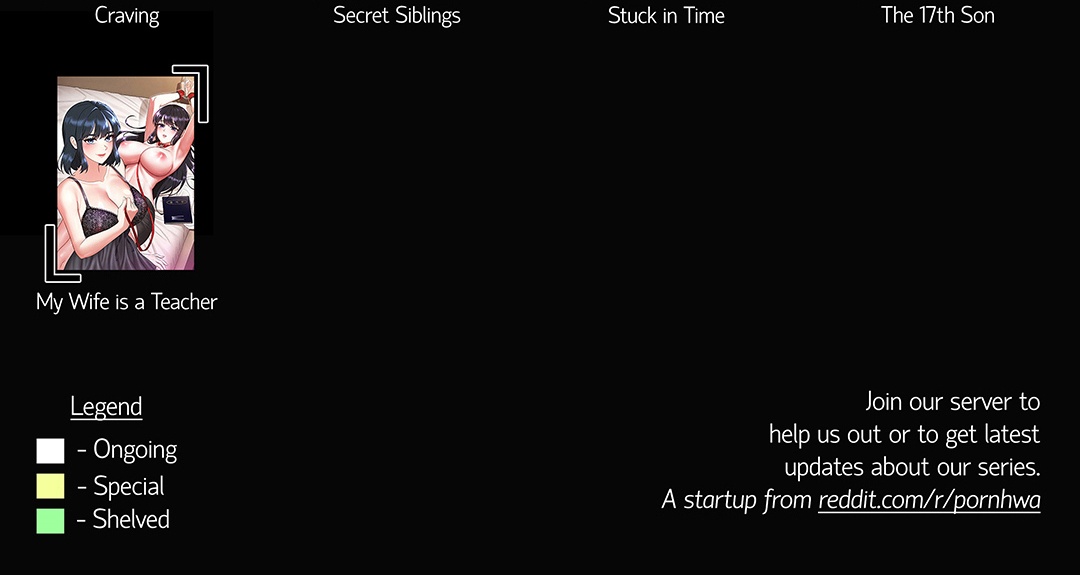 Craving
Secret Siblings
Stuck in Time
The 17th Son
My Wife is a Teacher
Legend
- Ongoing
- Special
- Shelved
Join our server to
help us out or to get latest
updates about our series.
A startup from reddit.com/r/pornhwa